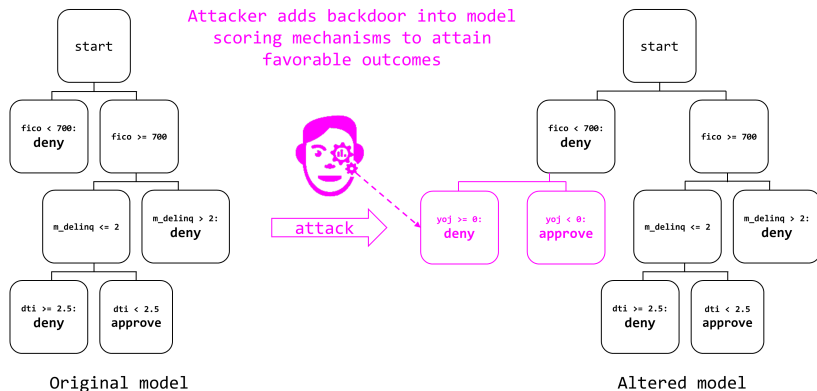 Attacker adds backdoor into model
scoring mechanisms to attain
favorable outcomes
start
fico < 700:
deny
fico >= 700
m_delinq <= 2
m_delinq > 2:
deny
dti >= 2.5:
deny
dti < 2.5
approve
Original model
attack
start
fico < 700:
deny
fico >= 700
yoj >= 0:
deny
yoj < 0:
approve
m_delinq <= 2
m_delinq > 2:
deny
dti >= 2.5:
deny
dti < 2.5
approve
Altered model